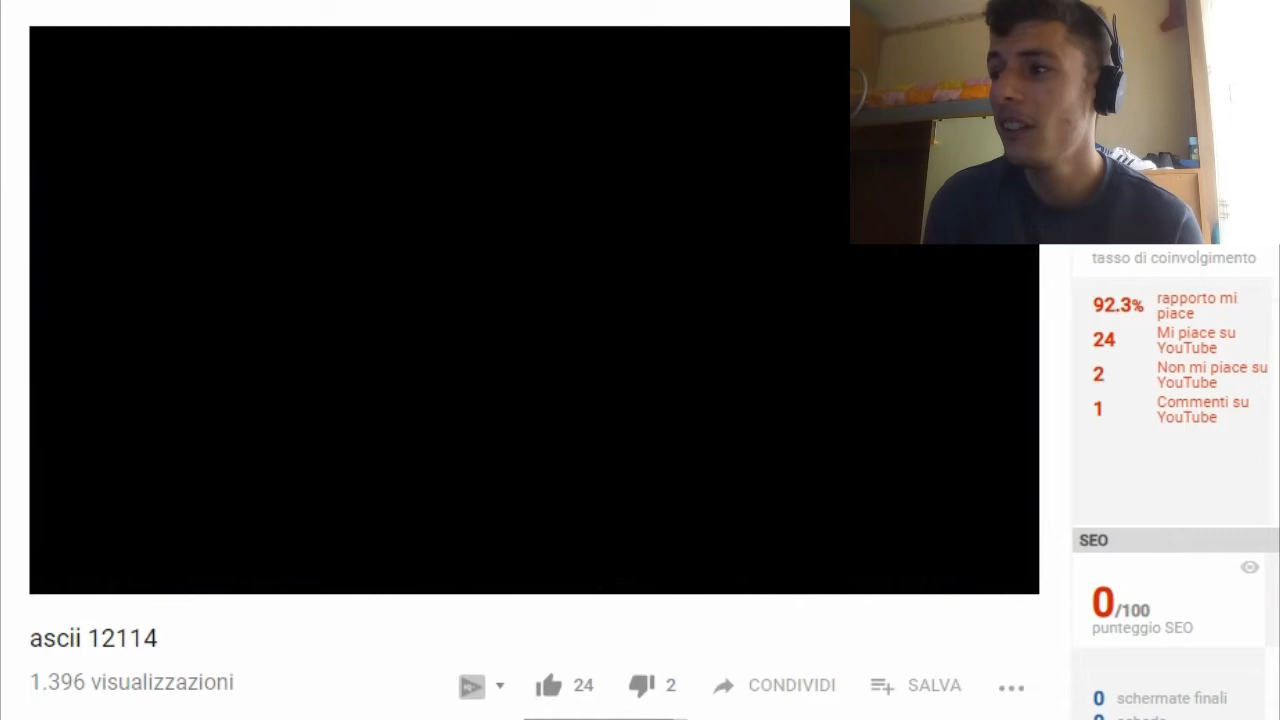 tasso di coinvolgimento
92.3% rapporto mi
piace
24 Mi piace su
YouTube
2 Non mi piace su
YouTube
1 Commenti su
YouTube
SEO
0/100
punteggio SEO
0 schermate finali
ascii 12114
1.396 visualizzazioni
24 2 CONDIVIDI SALVA